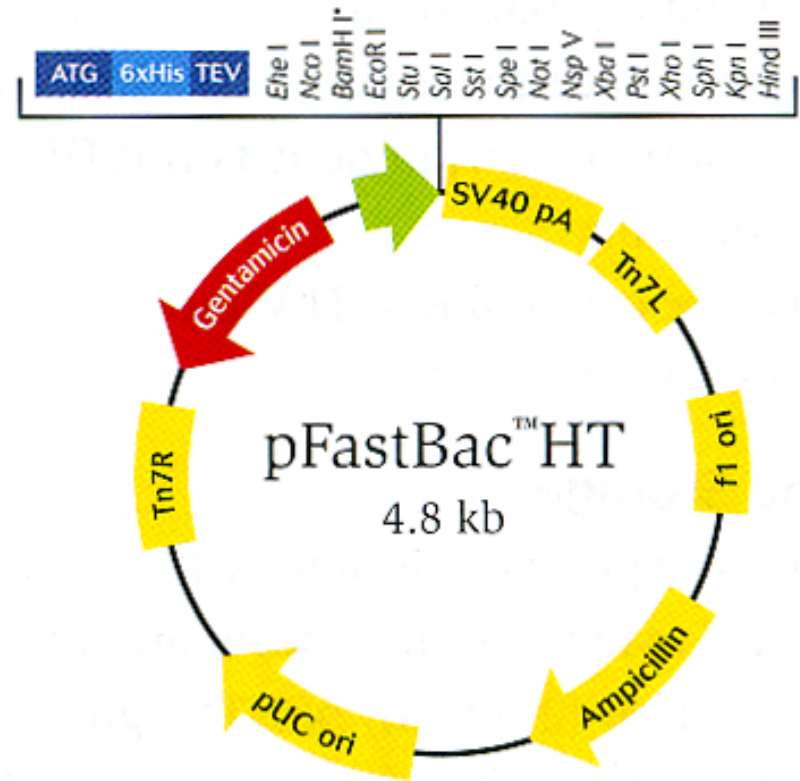 ATG 6xHis TEV Ehe I Nco I BamH I* EcoR I Stu I Sal I Sst I Spe I Not I Nsp V Xba I Pst I Xho I Sph I Kpn I Hind III
SV40 pA
Tn7L
f1 ori
Ampicillin
pUC ori
Tn7R
Gentamicin
pFastBac™HT
4.8 kb